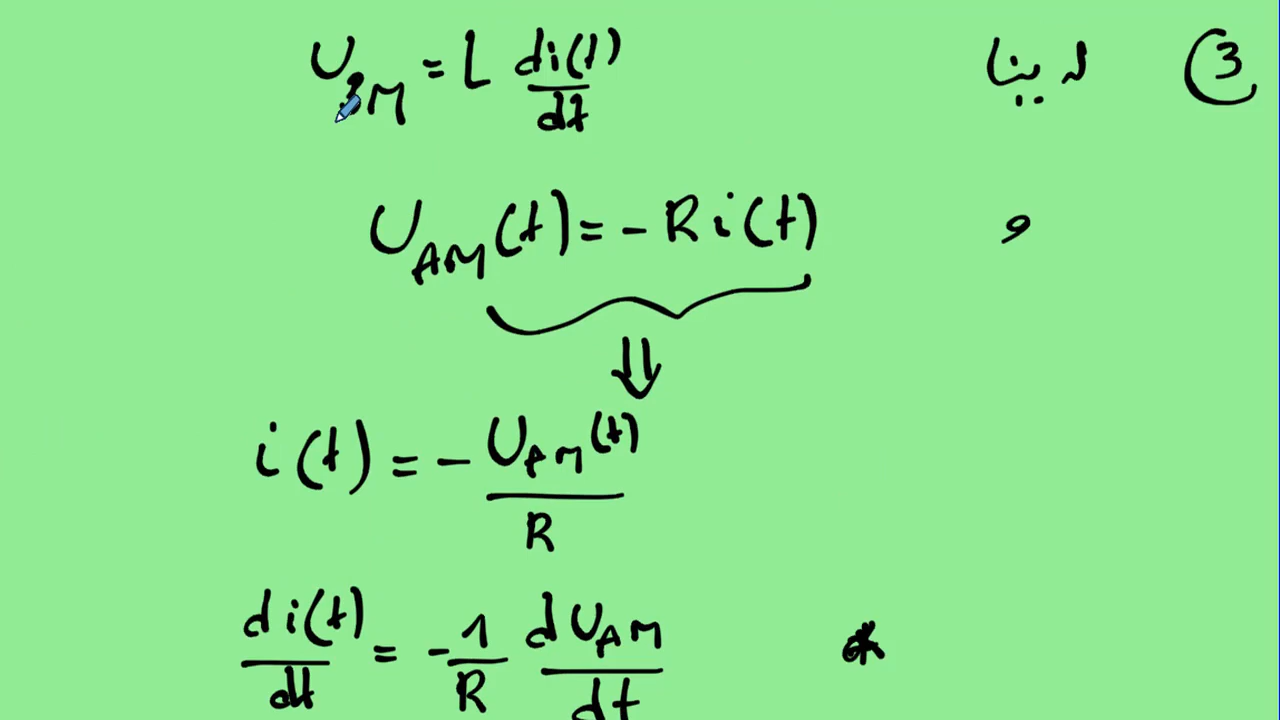 ③ لدينا U_BM = L di(t)/dt
و U_AM(t) = - R i(t)
⇓
i(t) = - U_AM(t)/R
di(t)/dt = - 1/R dU_AM/dt *